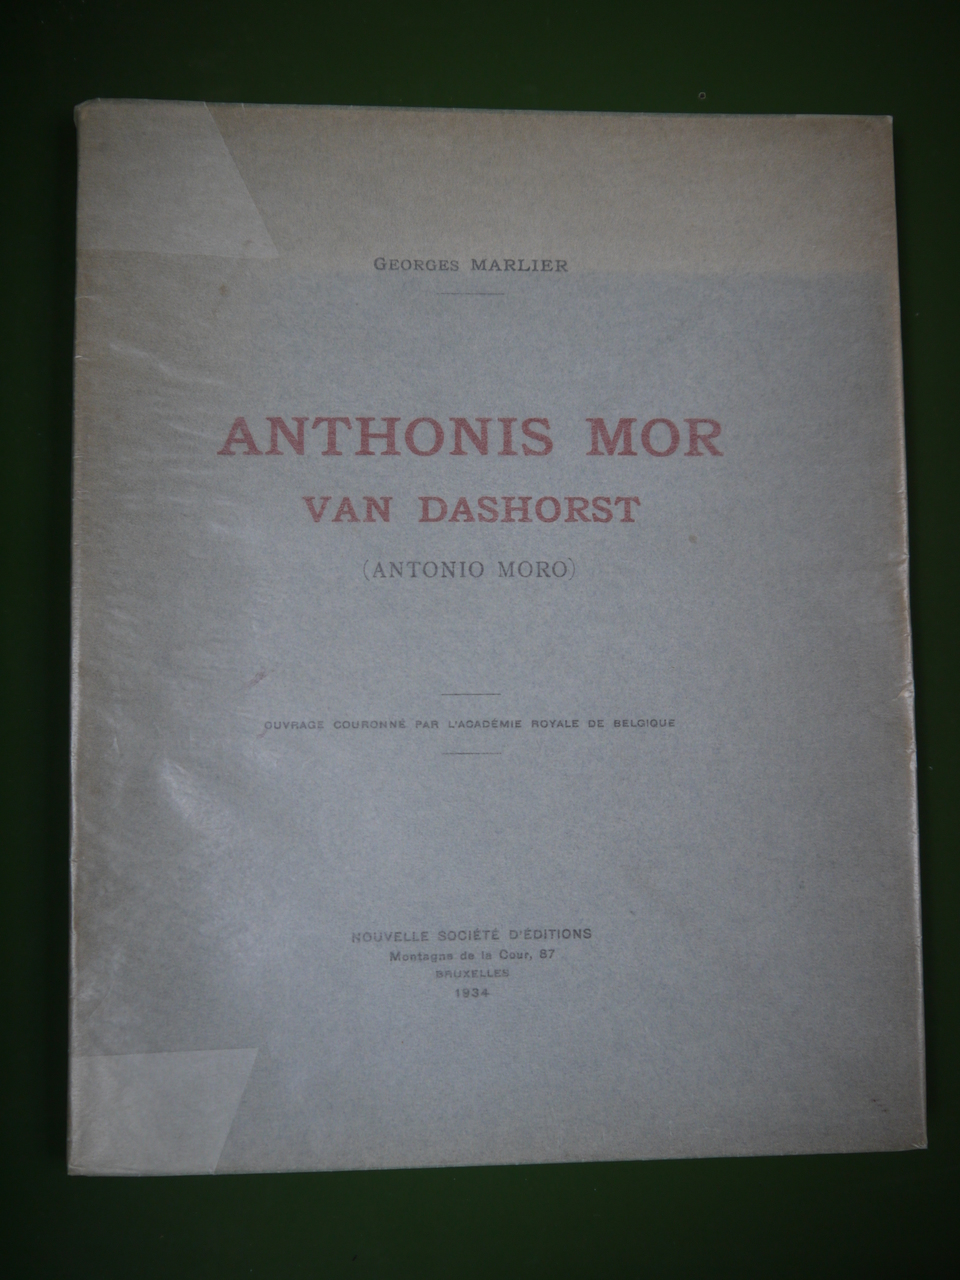 GEORGES MARLIER
ANTHONIS MOR
VAN DASHORST
(ANTONIO MORO)
OUVRAGE COURONNÉ PAR L'ACADÉMIE ROYALE DE BELGIQUE
NOUVELLE SOCIÉTÉ D'ÉDITIONS
Montagne de la Cour, 87
BRUXELLES
1934